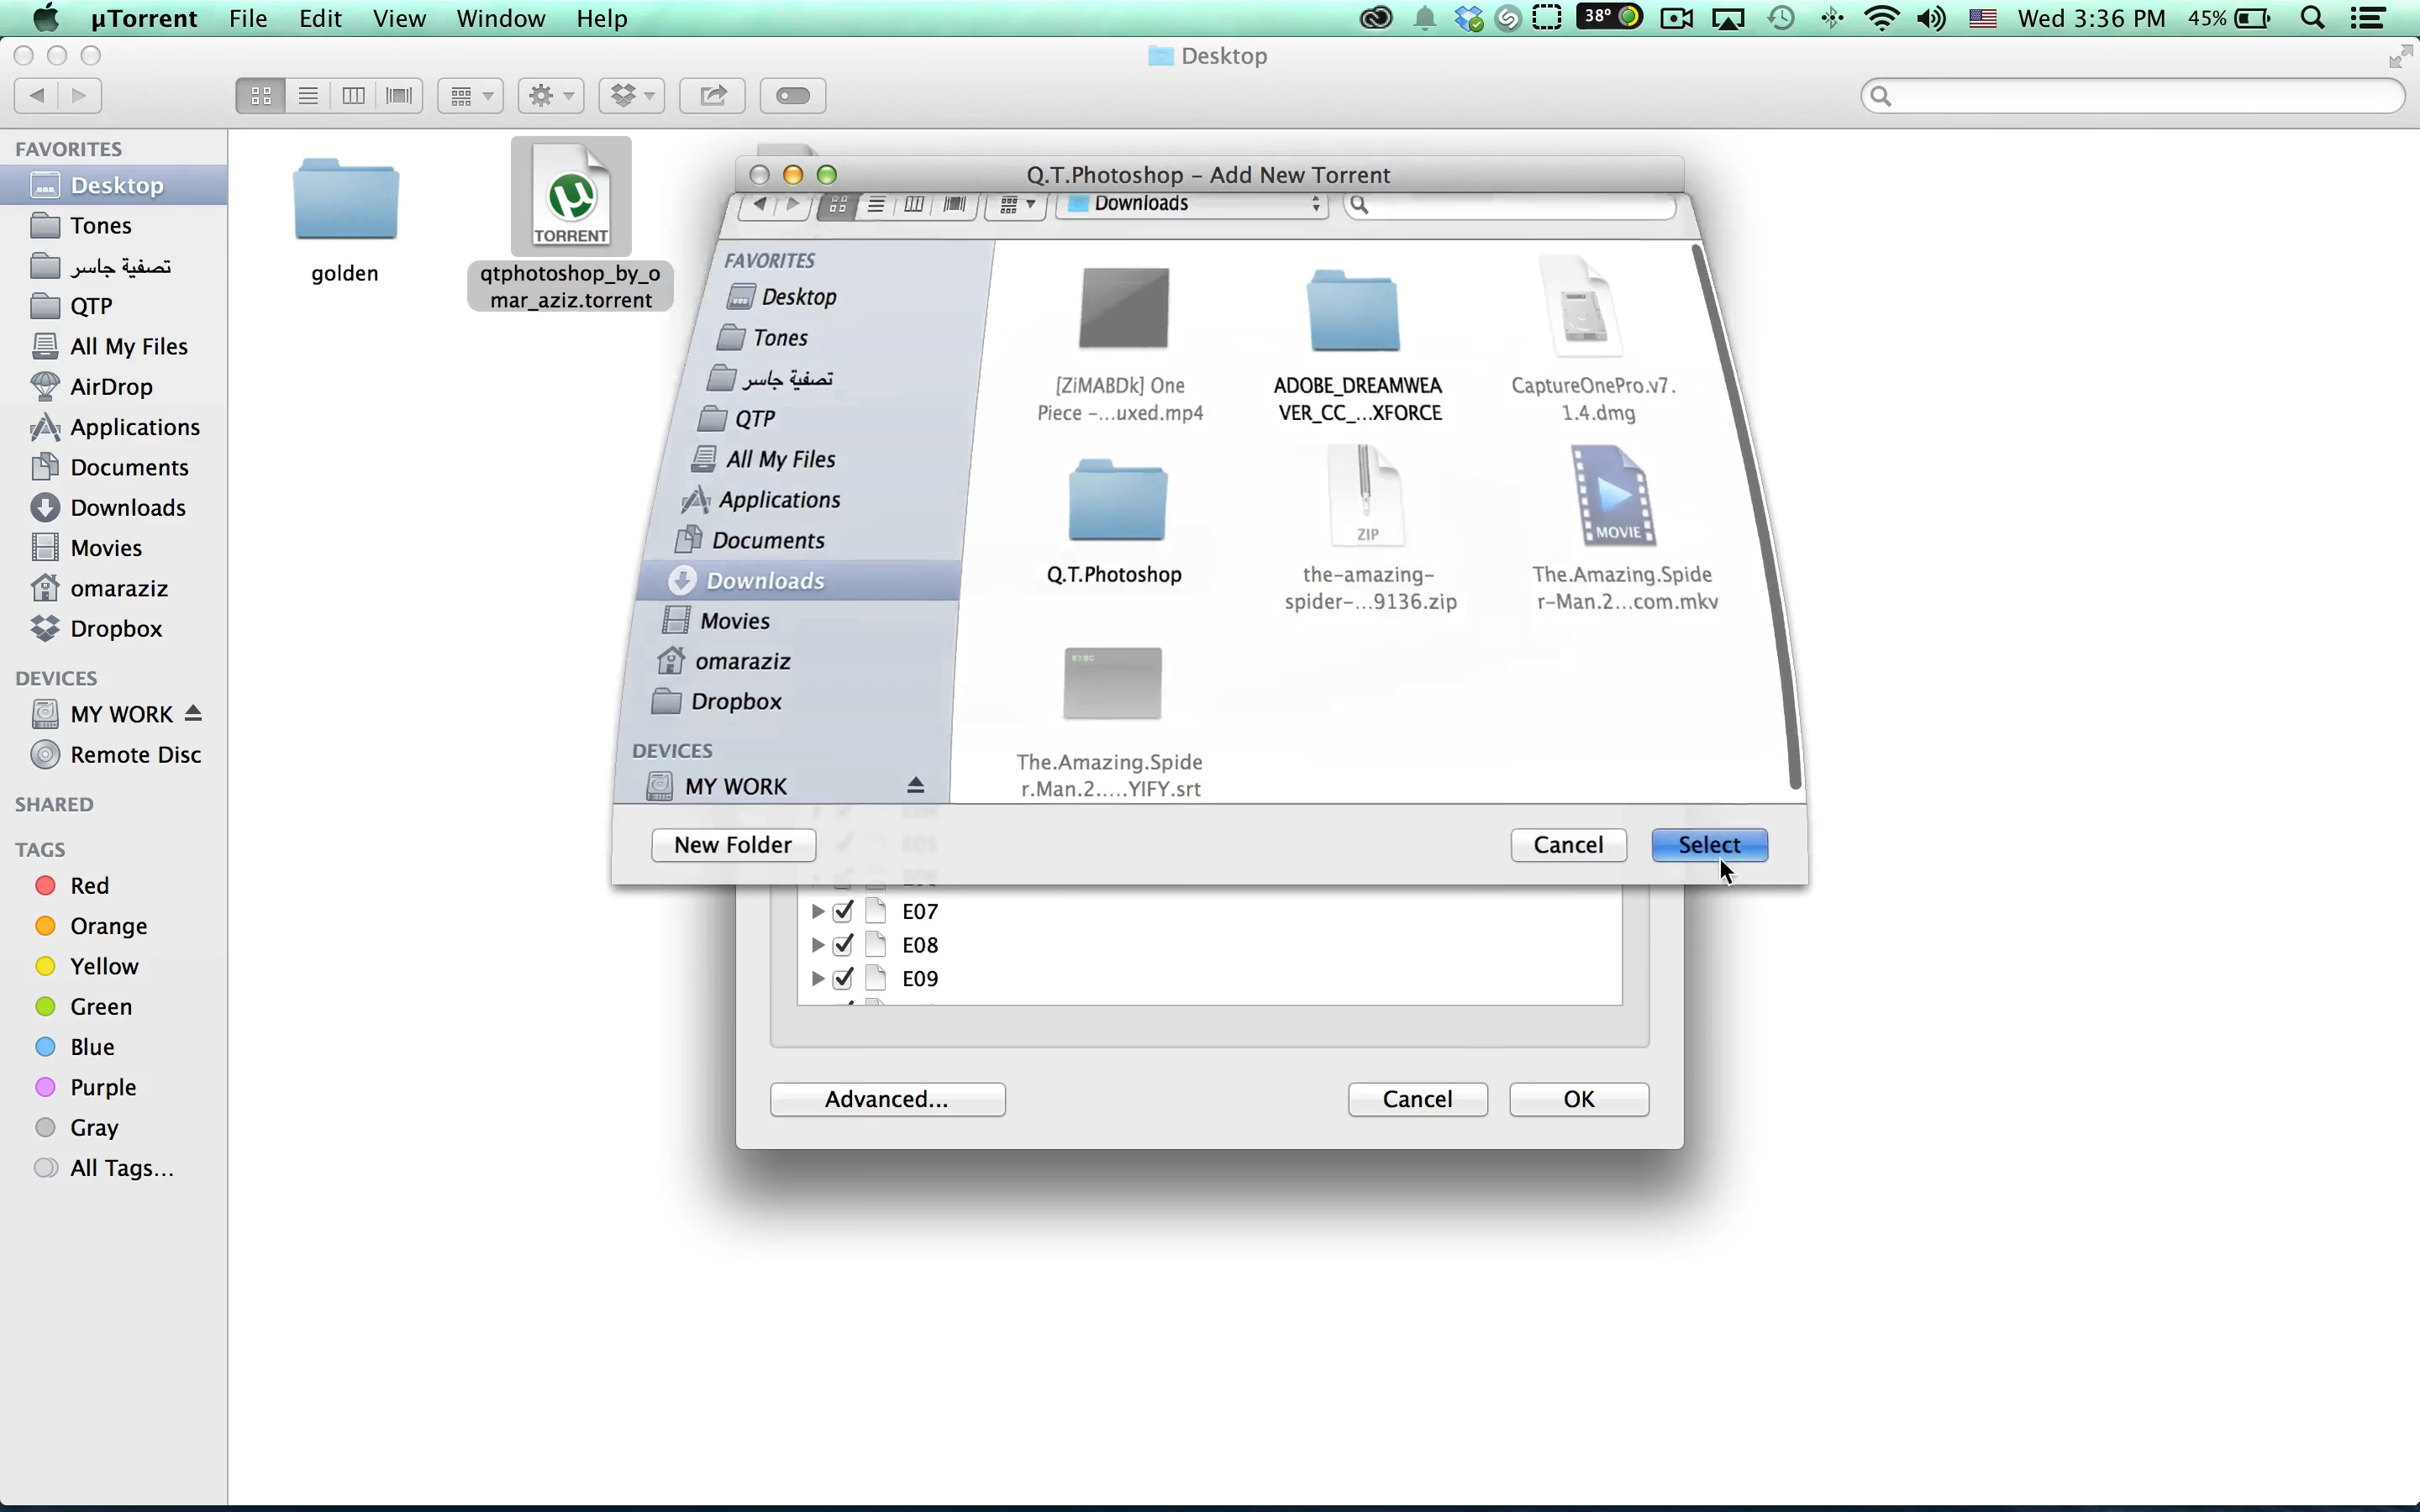 µTorrent File Edit View Window Help
38° Wed 3:36 PM 45%
Desktop
FAVORITES
Desktop
Tones
تصفية جاسر
QTP
All My Files
AirDrop
Applications
Documents
Downloads
Movies
omaraziz
Dropbox
DEVICES
MY WORK
Remote Disc
SHARED
TAGS
Red
Orange
Yellow
Green
Blue
Purple
Gray
All Tags...
golden
TORRENT
qtphotoshop_by_o
mar_aziz.torrent
Q.T.Photoshop – Add New Torrent
Downloads
FAVORITES
Desktop
Tones
تصفية جاسر
QTP
All My Files
Applications
Documents
Downloads
Movies
omaraziz
Dropbox
DEVICES
MY WORK
[ZiMABDk] One
Piece –...uxed.mp4
ADOBE_DREAMWEA
VER_CC_...XFORCE
CaptureOnePro.v7.
1.4.dmg
Q.T.Photoshop
ZIP
the-amazing-
spider-...9136.zip
MOVIE
The.Amazing.Spide
r-Man.2...com.mkv
exec
The.Amazing.Spide
r.Man.2.....YIFY.srt
New Folder Cancel Select
E07
E08
E09
Advanced... Cancel OK